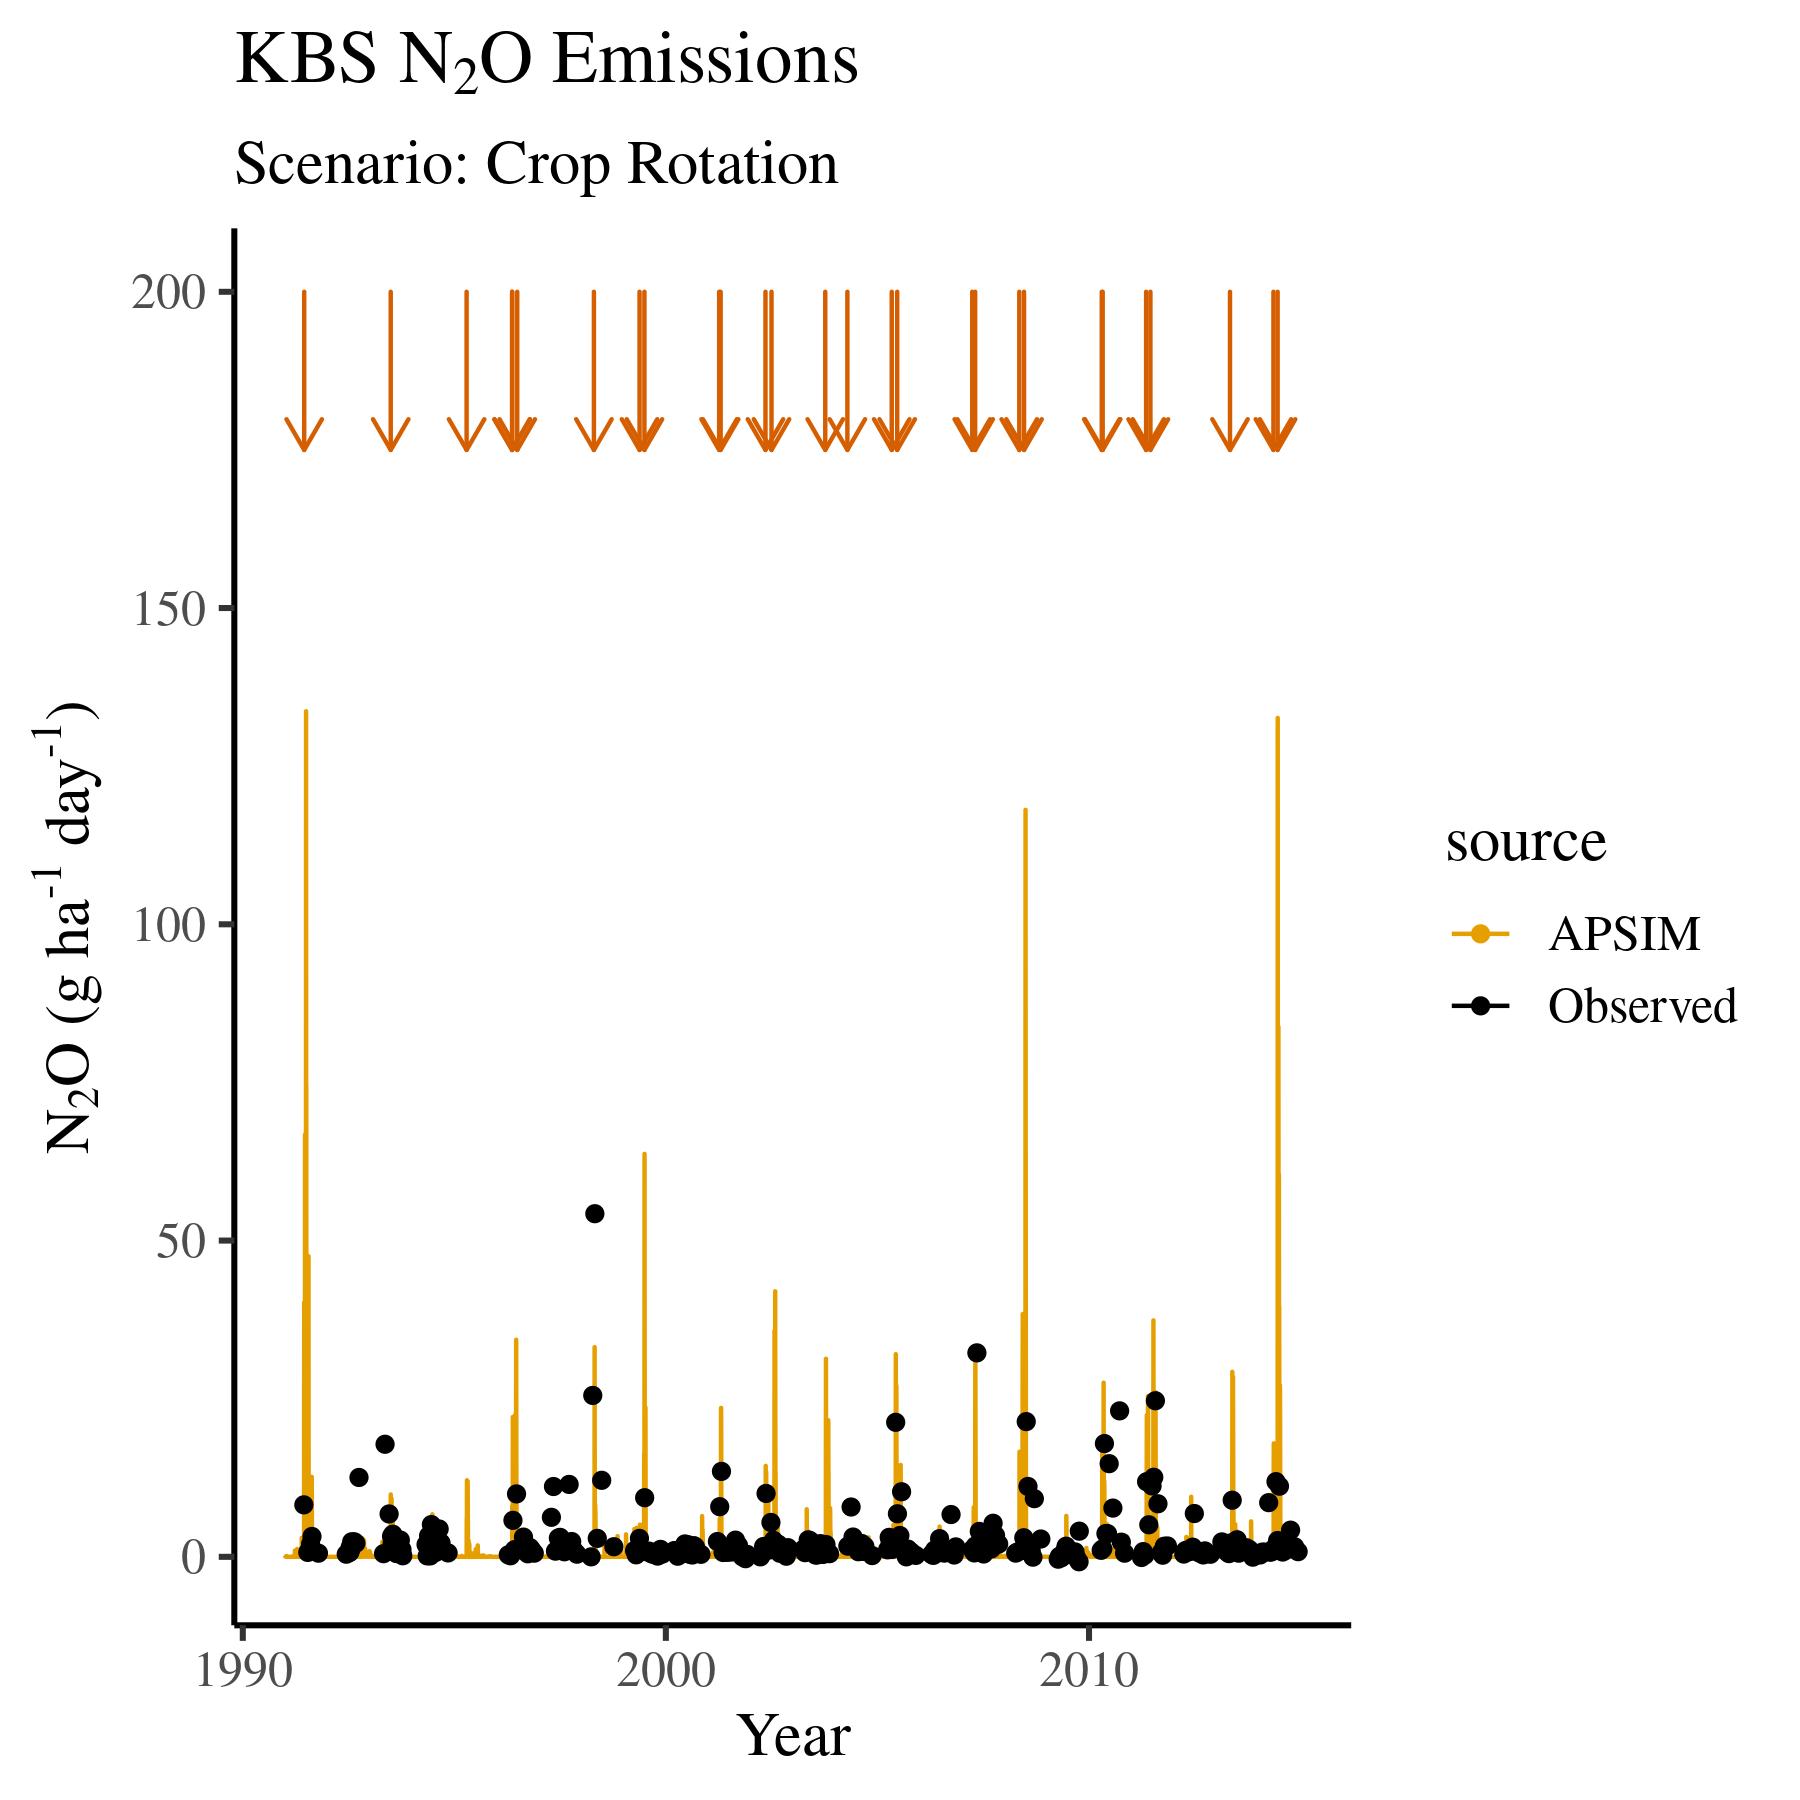 KBS N₂O Emissions
Scenario: Crop Rotation
200
150
100
50
0
N₂O (g ha⁻¹ day⁻¹)
1990 2000 2010
Year
source
APSIM
Observed